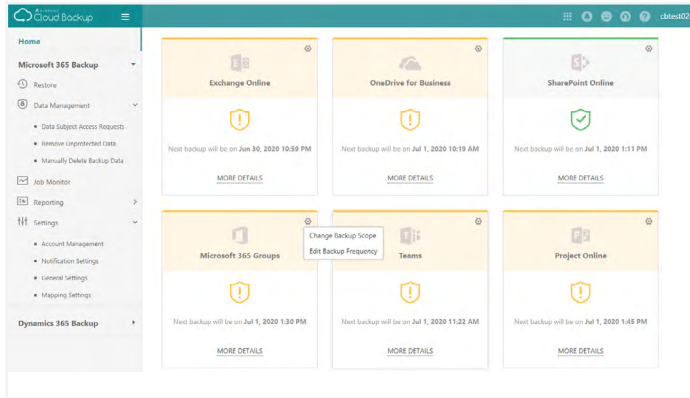 Cloud Backup
cbtest02
Home
Microsoft 365 Backup
Restore
Data Management
Data Subject Access Requests
Remove Unprotected Data
Manually Delete Backup Data
Job Monitor
Reporting
Settings
Account Management
Notification Settings
General Settings
Mapping Settings
Dynamics 365 Backup
Exchange Online
Next backup will be on Jun 30, 2020 10:59 PM
MORE DETAILS
OneDrive for Business
Next backup will be on Jul 1, 2020 10:19 AM
MORE DETAILS
SharePoint Online
Next backup will be on Jul 1, 2020 1:11 PM
MORE DETAILS
Microsoft 365 Groups
Next backup will be on Jul 1, 2020 1:30 PM
MORE DETAILS
Change Backup Scope
Edit Backup Frequency
Teams
Next backup will be on Jul 1, 2020 11:22 AM
MORE DETAILS
Project Online
Next backup will be on Jul 1, 2020 1:45 PM
MORE DETAILS